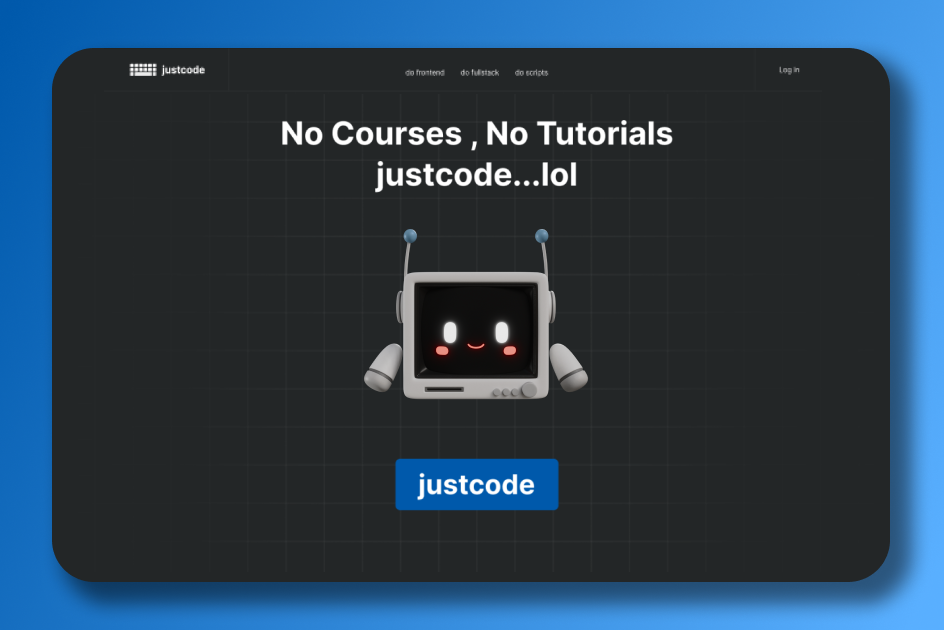 justcode
do frontend do fullstack do scripts
Log in
No Courses , No Tutorials
justcode...lol
justcode